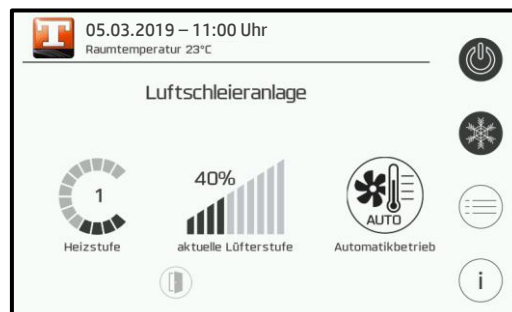 T
05.03.2019 – 11:00 Uhr
Raumtemperatur 23°C
Luftschleieranlage
1
40%
AUTO
Heizstufe
aktuelle Lüfterstufe
Automatikbetrieb
i